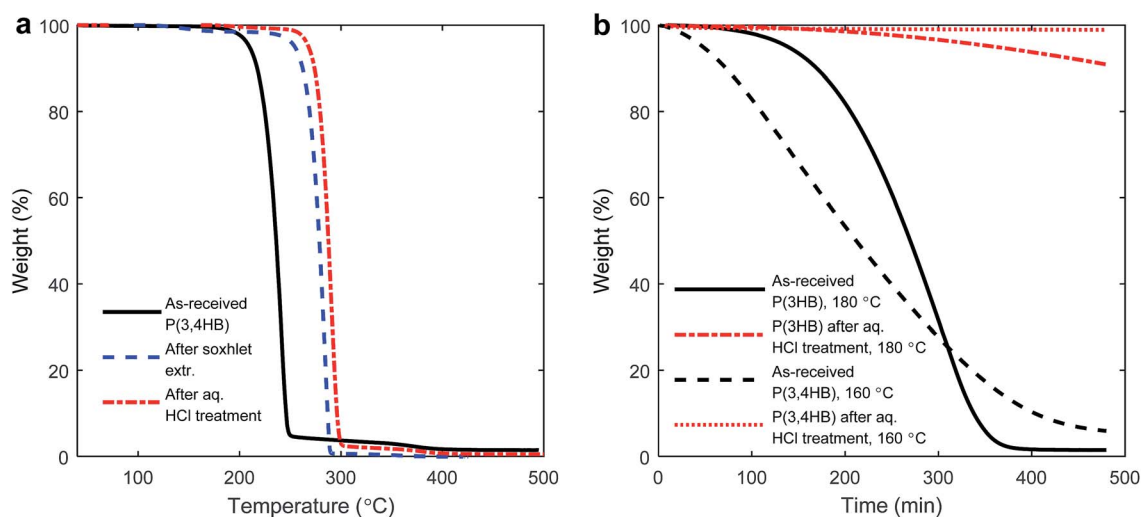 a
Weight (%)
100
80
60
40
20
0
As-received
P(3,4HB)
After soxhlet
extr.
After aq.
HCl treatment
100
200
300
400
500
Temperature (°C)
b
Weight (%)
100
80
60
40
20
0
As-received
P(3HB), 180 °C
P(3HB) after aq.
HCl treatment, 180 °C
As-received
P(3,4HB), 160 °C
P(3,4HB) after aq.
HCl treatment, 160 °C
0
100
200
300
400
500
Time (min)